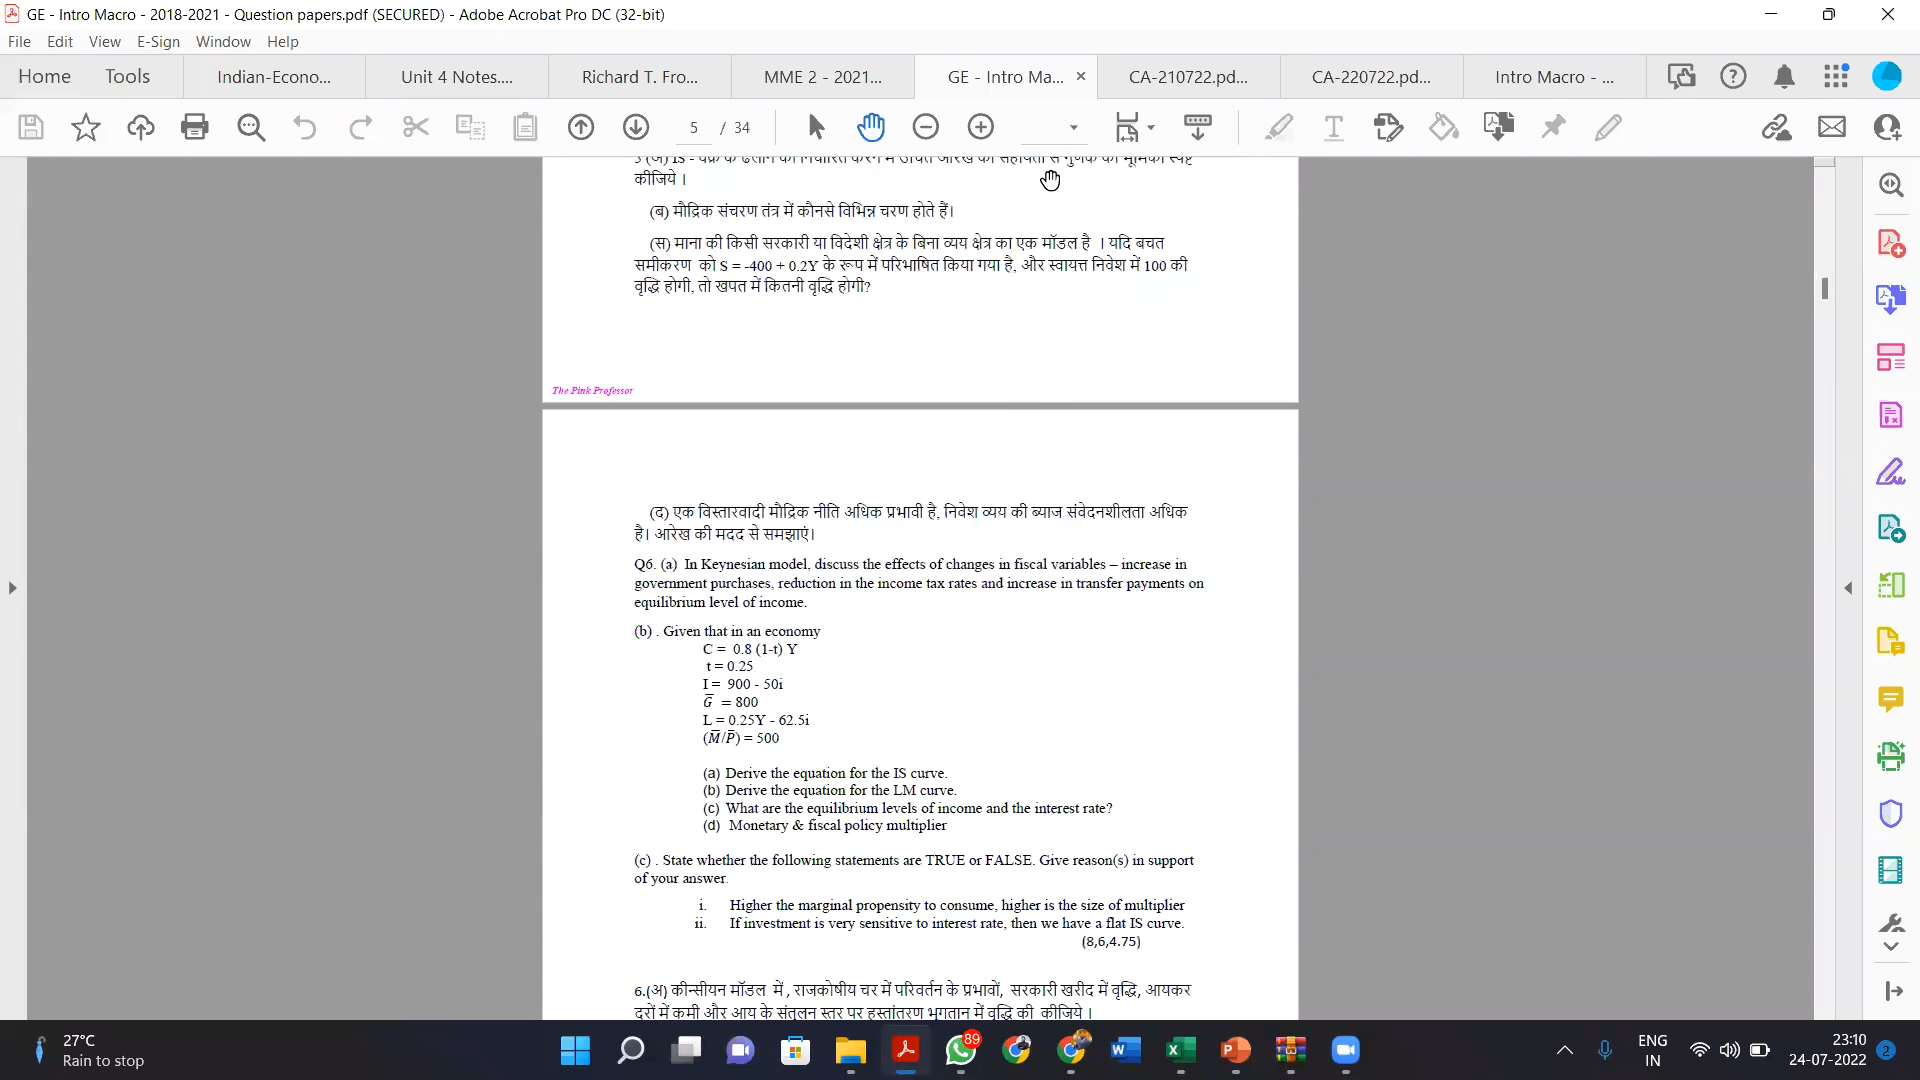 GE - Intro Macro - 2018-2021 - Question papers.pdf (SECURED) - Adobe Acrobat Pro DC (32-bit)
File Edit View E-Sign Window Help
Home Tools Indian-Econo... Unit 4 Notes.... Richard T. Fro... MME 2 - 2021... GE - Intro Ma... × CA-210722.pd... CA-220722.pd... Intro Macro - ...
5 / 34
5 (अ) IS - वक्र के ढलान को निर्धारित करने में उचित आरेख की सहायता से गुणक की भूमिका स्पष्ट
कीजिये ।
(ब) मौद्रिक संचरण तंत्र में कौनसे विभिन्न चरण होते हैं।
(स) माना की किसी सरकारी या विदेशी क्षेत्र के बिना व्यय क्षेत्र का एक मॉडल है । यदि बचत
समीकरण को S = -400 + 0.2Y के रूप में परिभाषित किया गया है, और स्वायत्त निवेश में 100 की
वृद्धि होगी, तो खपत में कितनी वृद्धि होगी?
The Pink Professor
(द) एक विस्तारवादी मौद्रिक नीति अधिक प्रभावी है, निवेश व्यय की ब्याज संवेदनशीलता अधिक
है। आरेख की मदद से समझाएं।
Q6. (a) In Keynesian model, discuss the effects of changes in fiscal variables – increase in
government purchases, reduction in the income tax rates and increase in transfer payments on
equilibrium level of income.
(b) . Given that in an economy
C = 0.8 (1-t) Y
t = 0.25
I = 900 - 50i
G̅ = 800
L = 0.25Y - 62.5i
(M̅/P̅) = 500
(a) Derive the equation for the IS curve.
(b) Derive the equation for the LM curve.
(c) What are the equilibrium levels of income and the interest rate?
(d) Monetary & fiscal policy multiplier
(c) . State whether the following statements are TRUE or FALSE. Give reason(s) in support
of your answer.
i. Higher the marginal propensity to consume, higher is the size of multiplier
ii. If investment is very sensitive to interest rate, then we have a flat IS curve.
(8,6,4.75)
6.(अ) कीन्सीयन मॉडल में , राजकोषीय चर में परिवर्तन के प्रभावों, सरकारी खरीद में वृद्धि, आयकर
दरों में कमी और आय के संतुलन स्तर पर हस्तांतरण भुगतान में वृद्धि की कीजिये ।
27°C
Rain to stop
89
ENG
IN
23:10
24-07-2022
2